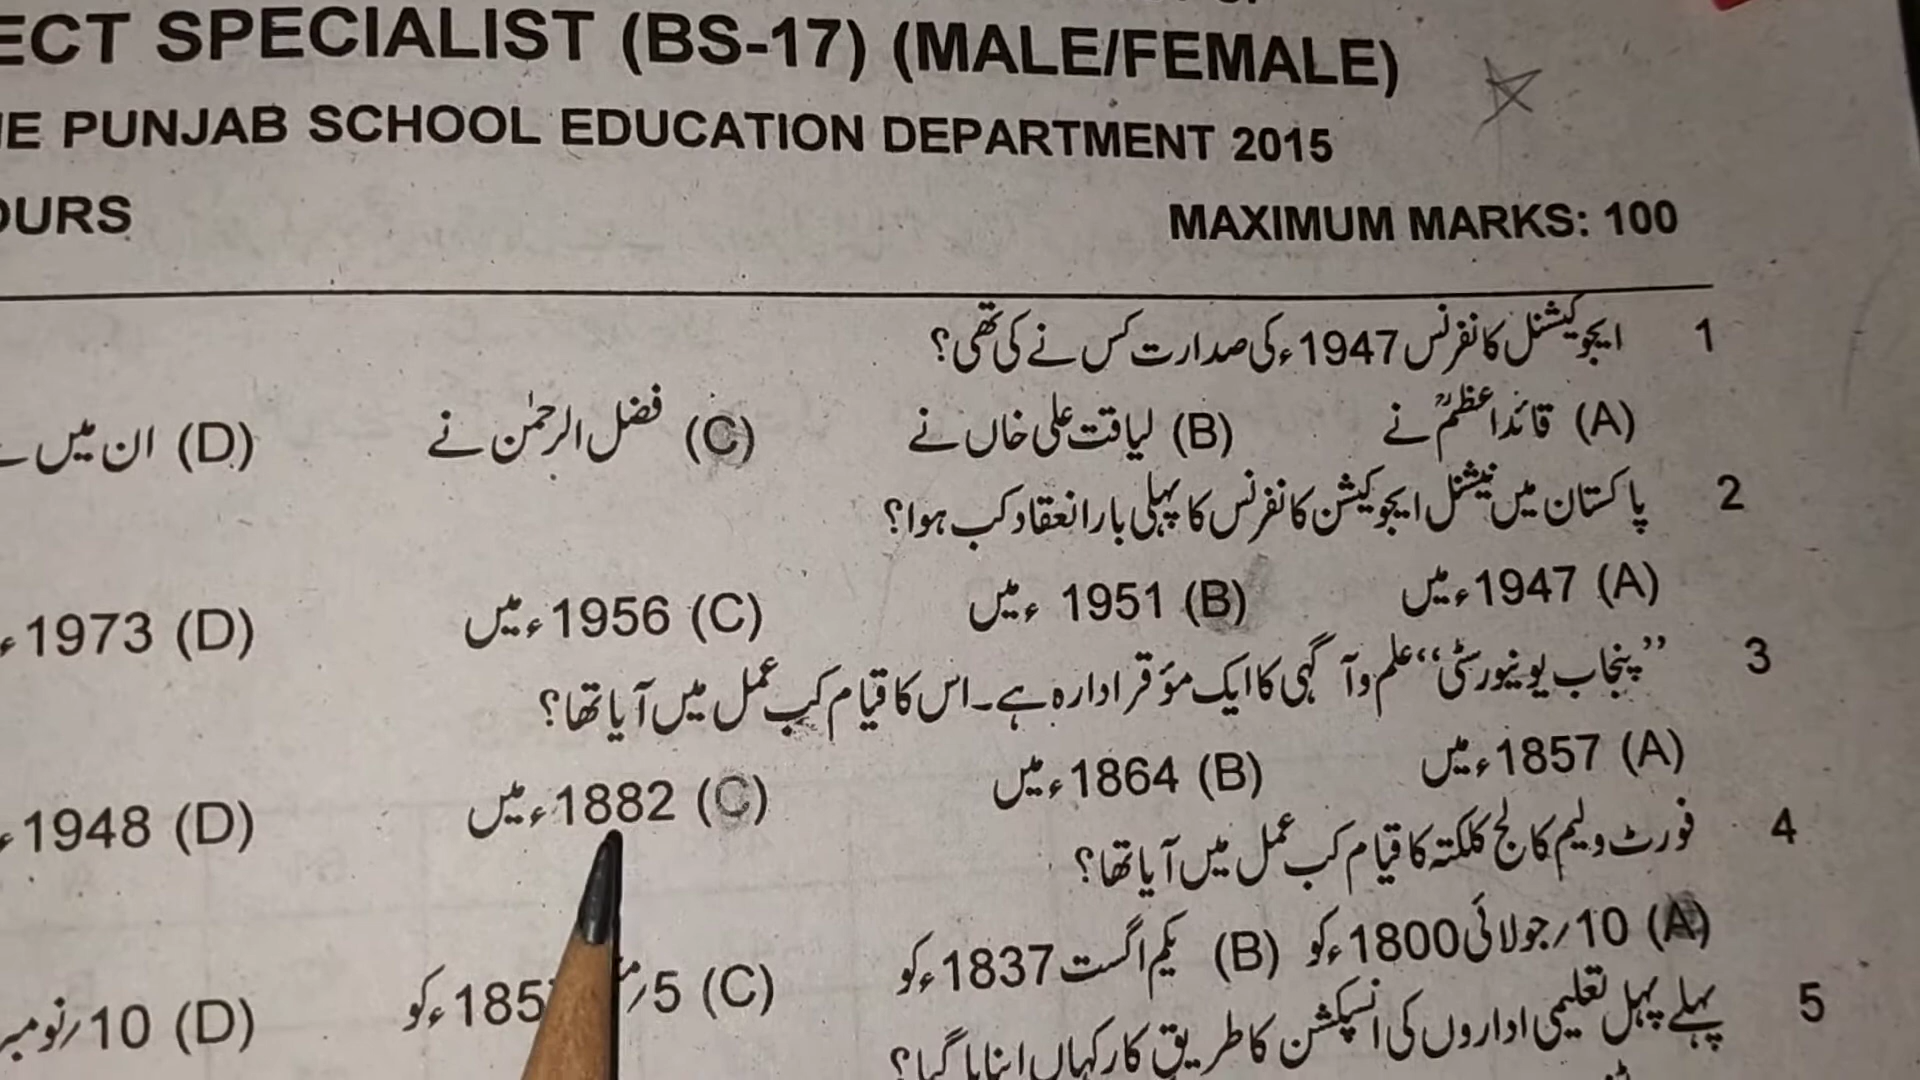 ECT SPECIALIST (BS-17) (MALE/FEMALE)
HE PUNJAB SCHOOL EDUCATION DEPARTMENT 2015
OURS
MAXIMUM MARKS: 100
1 ایجوکیشنل کانفرنس 1947ء کی صدارت کس نے کی تھی؟
(A) قائداعظمؒ نے (B) لیاقت علی خاں نے (C) فضل الرحمٰن نے (D) ان میں سے
2 پاکستان میں نیشنل ایجوکیشن کانفرنس کا پہلی بار انعقاد کب ہوا؟
(A) 1947ء میں (B) 1951ء میں (C) 1956ء میں (D) 1973ء
3 ”پنجاب یونیورسٹی“ علم و آگہی کا ایک مؤقر ادارہ ہے۔ اس کا قیام کب عمل میں آیا تھا؟
(A) 1857ء میں (B) 1864ء میں (C) 1882ء میں (D) 1948ء
4 فورٹ ولیم کالج کلکتہ کا قیام کب عمل میں آیا تھا؟
(A) 10/جولائی 1800ء کو (B) یکم اگست 1837ء کو (C) 5/ 185 ء کو (D) 10/نومبر
5 پہلے پہل تعلیمی اداروں کی انسپکشن کا طریق کار کہاں اپنایا گیا؟